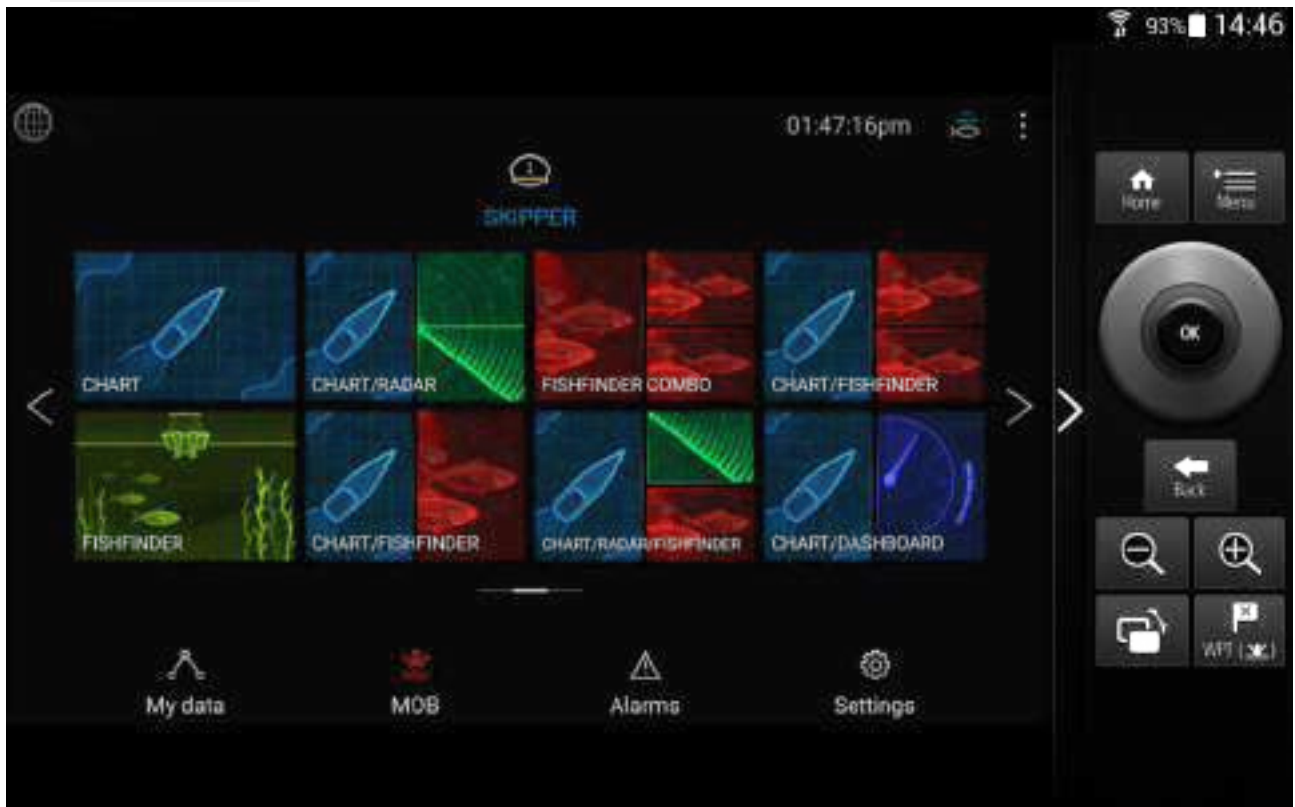 93% 14:46
01:47:16pm
1
SKIPPER
Home
Menu
CHART
CHART/RADAR
FISHFINDER COMBO
CHART/FISHFINDER
OK
FISHFINDER
CHART/FISHFINDER
CHART/RADAR/FISHFINDER
CHART/DASHBOARD
Back
WPT ( )
My data
MOB
Alarms
Settings